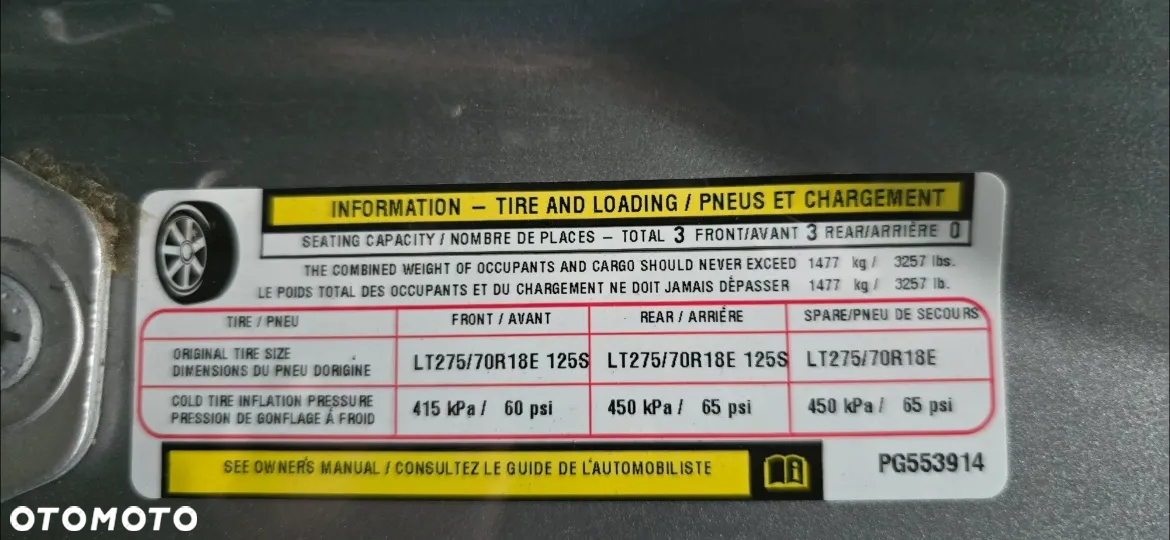 INFORMATION – TIRE AND LOADING / PNEUS ET CHARGEMENT
SEATING CAPACITY / NOMBRE DE PLACES – TOTAL 3 FRONT/AVANT 3 REAR/ARRIÈRE 0
THE COMBINED WEIGHT OF OCCUPANTS AND CARGO SHOULD NEVER EXCEED 1477 kg / 3257 lbs.
LE POIDS TOTAL DES OCCUPANTS ET DU CHARGEMENT NE DOIT JAMAIS DÉPASSER 1477 kg / 3257 lb.
TIRE / PNEU FRONT / AVANT REAR / ARRIÈRE SPARE/PNEU DE SECOURS
ORIGINAL TIRE SIZE
DIMENSIONS DU PNEU DORIGINE
LT275/70R18E 125S LT275/70R18E 125S LT275/70R18E
COLD TIRE INFLATION PRESSURE
PRESSION DE GONFLAGE À FROID
415 kPa / 60 psi 450 kPa / 65 psi 450 kPa / 65 psi
SEE OWNER'S MANUAL / CONSULTEZ LE GUIDE DE L'AUTOMOBILISTE
PG553914
OTOMOTO